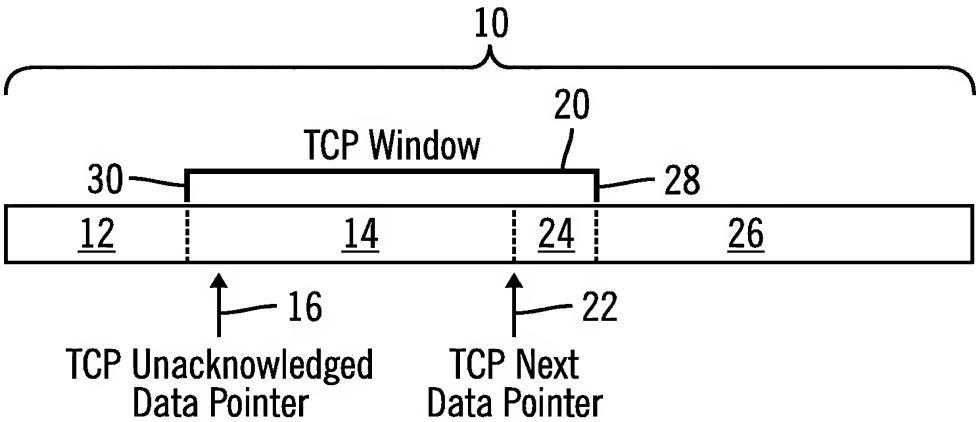 10
20
TCP Window
30
28
12
14
24
26
16
22
TCP Unacknowledged
Data Pointer
TCP Next
Data Pointer